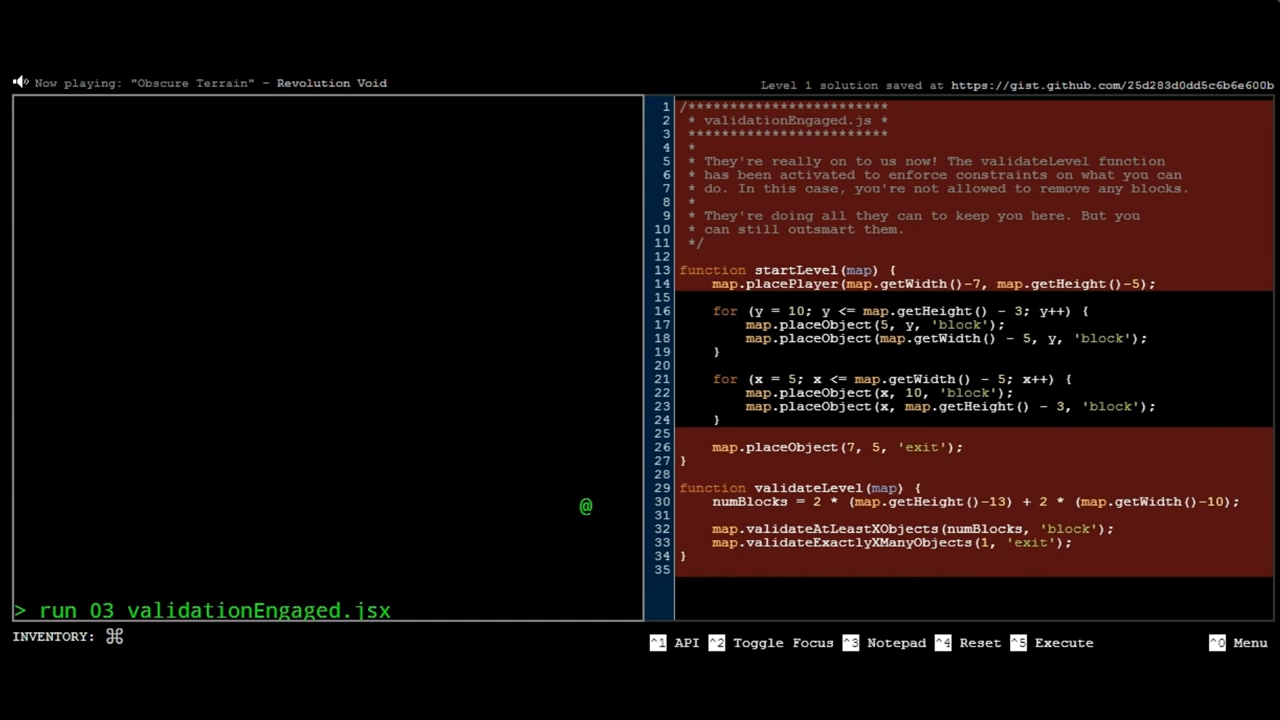 Now playing: "Obscure Terrain" - Revolution Void
Level 1 solution saved at https://gist.github.com/25d283d0dd5c6b6e600b
@
> run 03 validationEngaged.jsx
INVENTORY: ⌘
1 /*************************
2 * validationEngaged.js *
3 *************************
4 *
5 * They're really on to us now! The validateLevel function
6 * has been activated to enforce constraints on what you can
7 * do. In this case, you're not allowed to remove any blocks.
8 *
9 * They're doing all they can to keep you here. But you
10 * can still outsmart them.
11 */
12
13 function startLevel(map) {
14 map.placePlayer(map.getWidth()-7, map.getHeight()-5);
15
16 for (y = 10; y <= map.getHeight() - 3; y++) {
17 map.placeObject(5, y, 'block');
18 map.placeObject(map.getWidth() - 5, y, 'block');
19 }
20
21 for (x = 5; x <= map.getWidth() - 5; x++) {
22 map.placeObject(x, 10, 'block');
23 map.placeObject(x, map.getHeight() - 3, 'block');
24 }
25
26 map.placeObject(7, 5, 'exit');
27 }
28
29 function validateLevel(map) {
30 numBlocks = 2 * (map.getHeight()-13) + 2 * (map.getWidth()-10);
31
32 map.validateAtLeastXObjects(numBlocks, 'block');
33 map.validateExactlyXManyObjects(1, 'exit');
34 }
35
^1 API ^2 Toggle Focus ^3 Notepad ^4 Reset ^5 Execute ^0 Menu